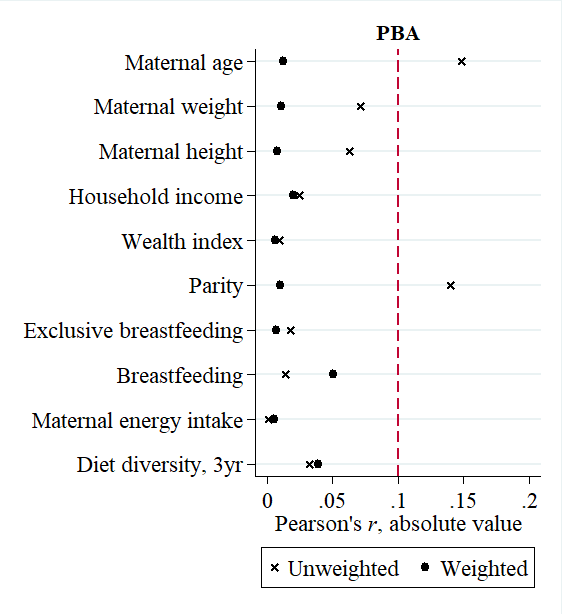 PBA
Maternal age
Maternal weight
Maternal height
Household income
Wealth index
Parity
Exclusive breastfeeding
Breastfeeding
Maternal energy intake
Diet diversity, 3yr
0 .05 .1 .15 .2
Pearson's r, absolute value
Unweighted Weighted